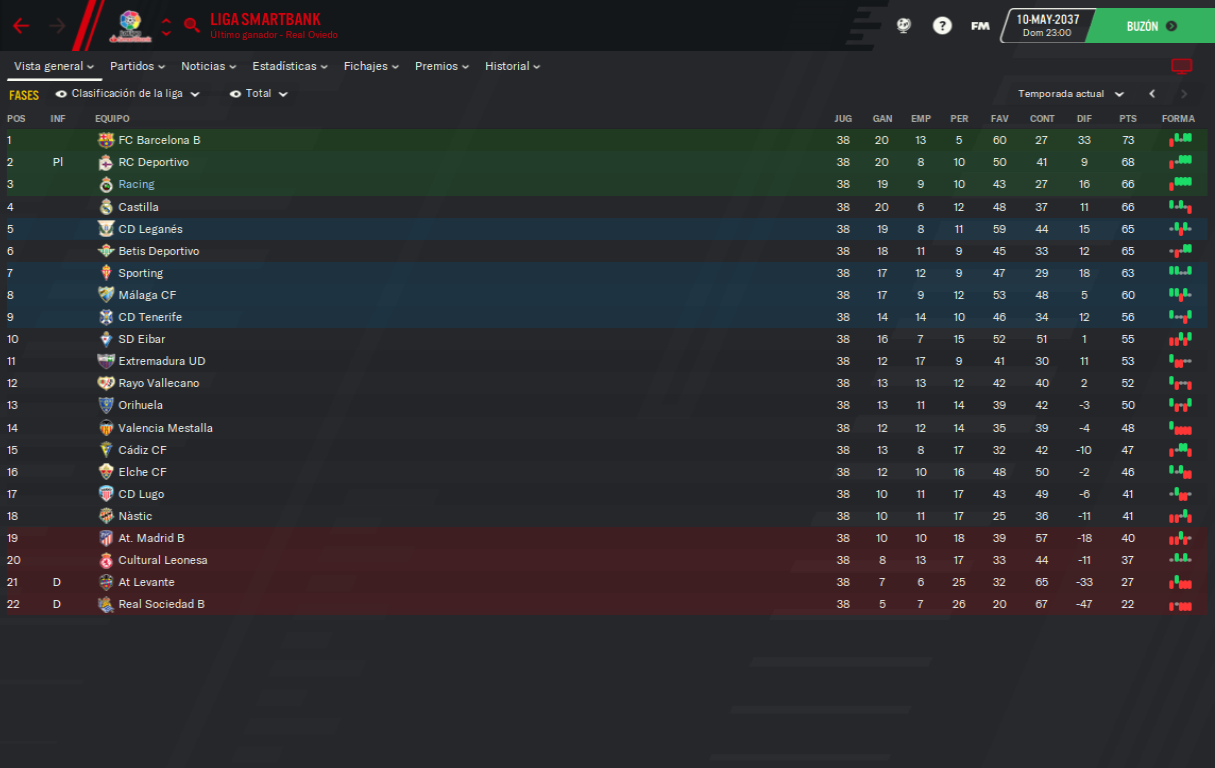 LIGA SMARTBANK
Último ganador - Real Oviedo
? FM 10-MAY-2037 BUZÓN
Dom 23:00
Vista general Partidos Noticias Estadísticas Fichajes Premios Historial
FASES Clasificación de la liga Total Temporada actual
POS INF EQUIPO JUG GAN EMP PER FAV CONT DIF PTS FORMA
1 FC Barcelona B 38 20 13 5 60 27 33 73
2 Pl RC Deportivo 38 20 8 10 50 41 9 68
3 Racing 38 19 9 10 43 27 16 66
4 Castilla 38 20 6 12 48 37 11 66
5 CD Leganés 38 19 8 11 59 44 15 65
6 Betis Deportivo 38 18 11 9 45 33 12 65
7 Sporting 38 17 12 9 47 29 18 63
8 Málaga CF 38 17 9 12 53 48 5 60
9 CD Tenerife 38 14 14 10 46 34 12 56
10 SD Eibar 38 16 7 15 52 51 1 55
11 Extremadura UD 38 12 17 9 41 30 11 53
12 Rayo Vallecano 38 13 13 12 42 40 2 52
13 Orihuela 38 13 11 14 39 42 -3 50
14 Valencia Mestalla 38 12 12 14 35 39 -4 48
15 Cádiz CF 38 13 8 17 32 42 -10 47
16 Elche CF 38 12 10 16 48 50 -2 46
17 CD Lugo 38 10 11 17 43 49 -6 41
18 Nàstic 38 10 11 17 25 36 -11 41
19 At. Madrid B 38 10 10 18 39 57 -18 40
20 Cultural Leonesa 38 8 13 17 33 44 -11 37
21 D At Levante 38 7 6 25 32 65 -33 27
22 D Real Sociedad B 38 5 7 26 20 67 -47 22